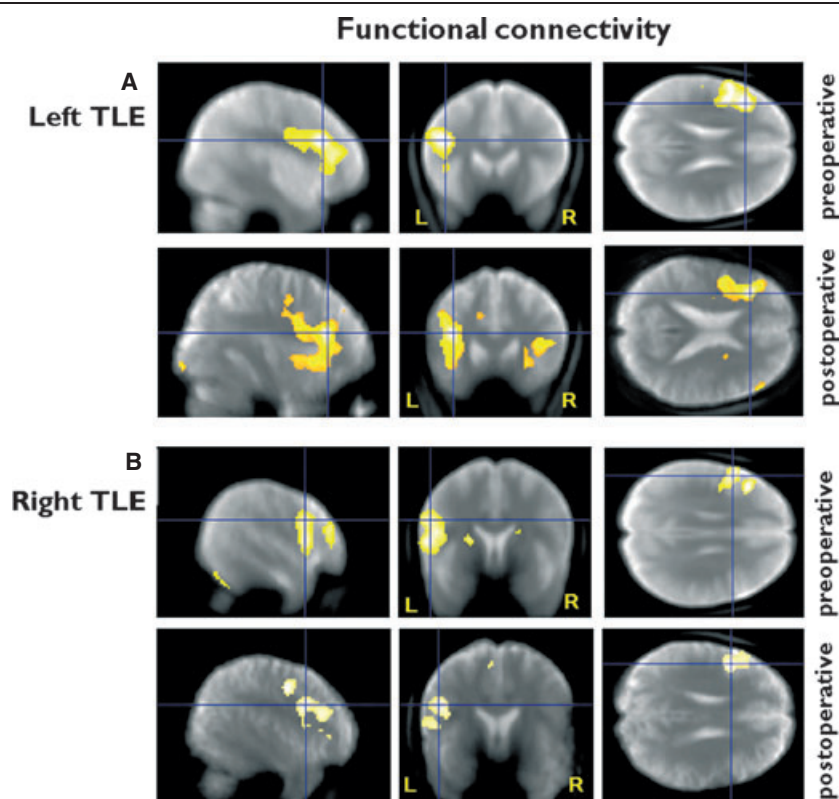 Functional connectivity
A
Left TLE
preoperative
L R
postoperative
L R
B
Right TLE
preoperative
L R
postoperative
L R